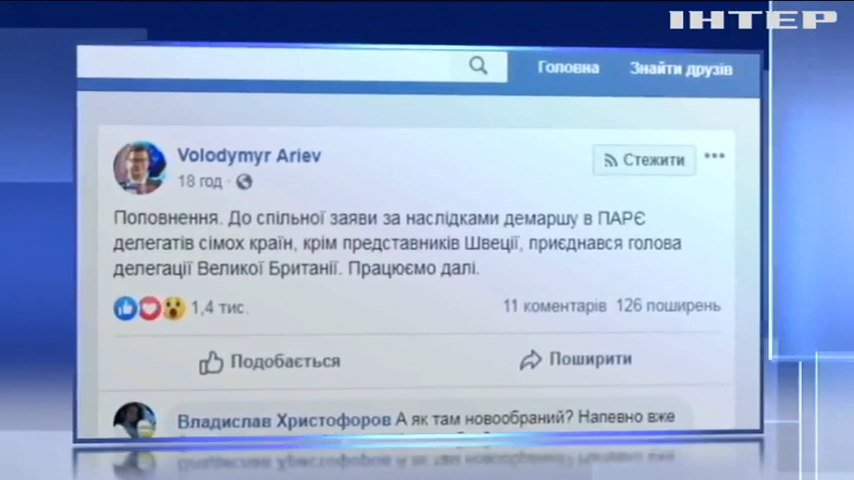 ІНТЕР
Головна Знайти друзів
Volodymyr Ariev
18 год ·
Стежити
Поповнення. До спільної заяви за наслідками демаршу в ПАРЄ
делегатів сімох країн, крім представників Швеції, приєднався голова
делегації Великої Британії. Працюємо далі.
1,4 тис. 11 коментарів 126 поширень
Подобається Поширити
Владислав Христофоров А як там новообраний? Напевно вже